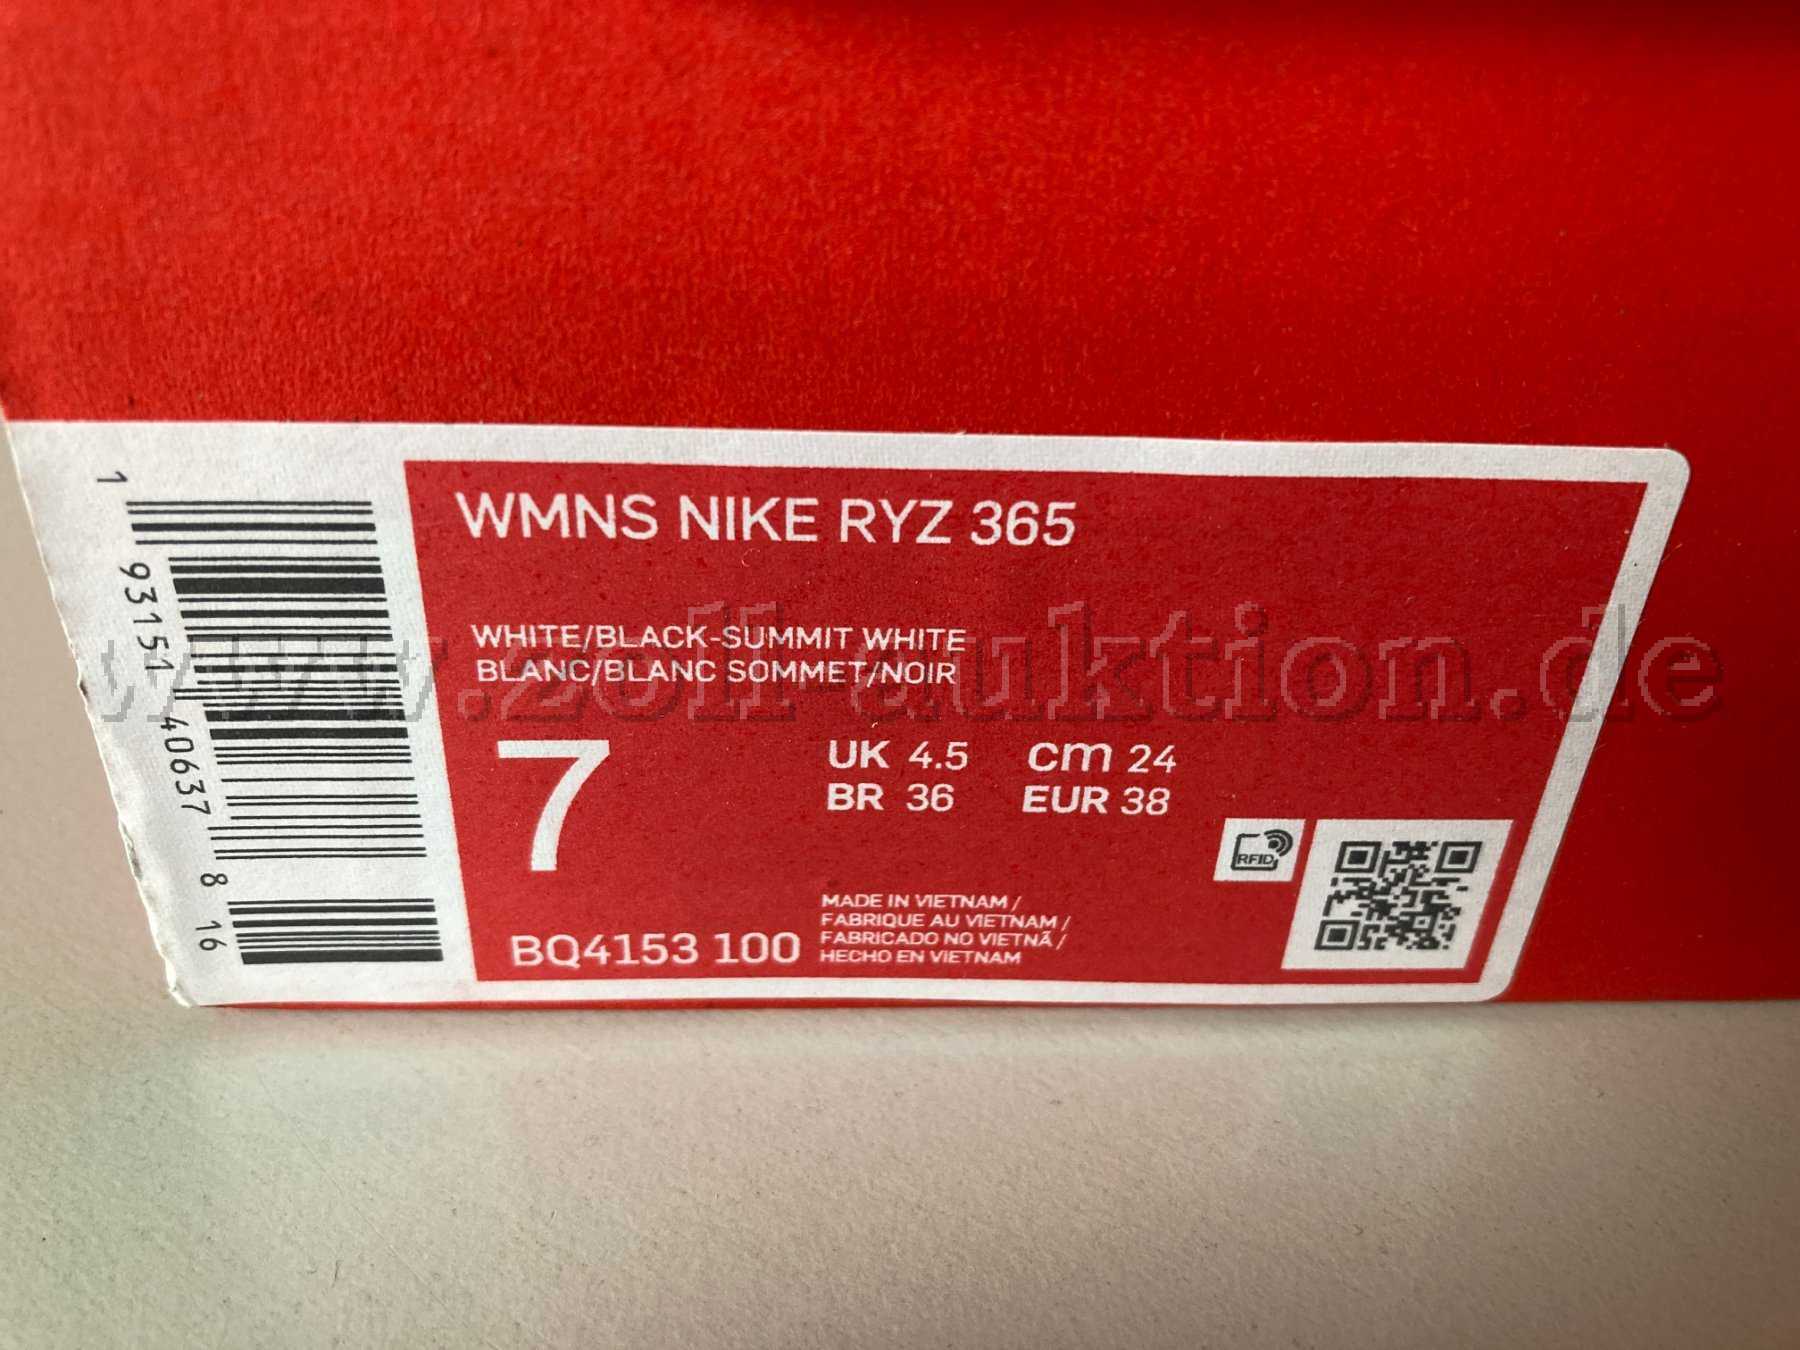 WMNS NIKE RYZ 365
WHITE/BLACK-SUMMIT WHITE
BLANC/BLANC SOMMET/NOIR
www.zoll-auktion.de
7
UK 4.5 cm 24
BR 36 EUR 38
RFID
BQ4153 100
MADE IN VIETNAM /
FABRIQUE AU VIETNAM /
FABRICADO NO VIETNÃ /
HECHO EN VIETNAM
1 93151 40637 8 16